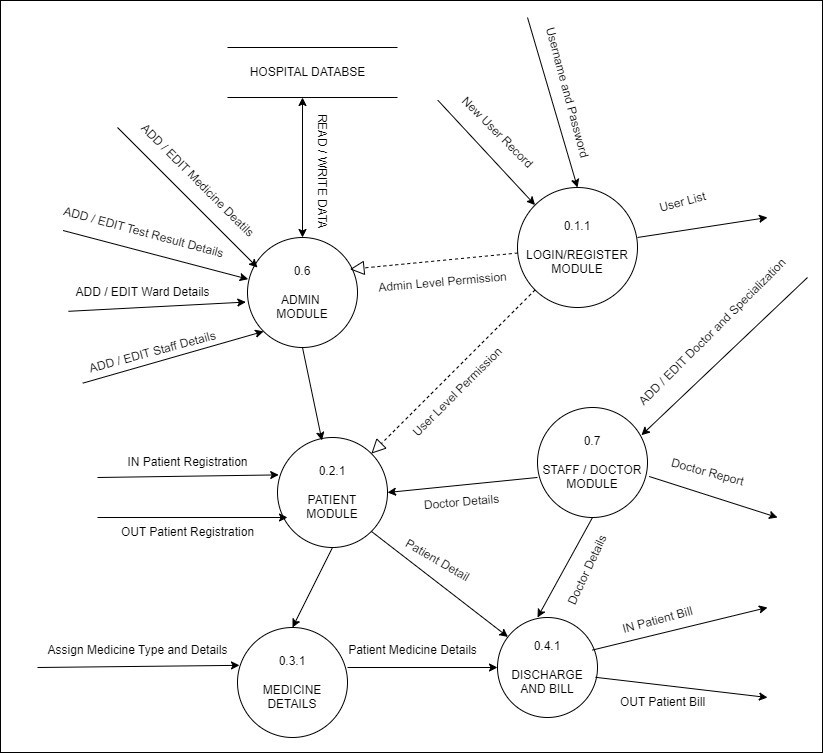 HOSPITAL DATABSE
READ / WRITE DATA
Username and Password
New User Record
ADD / EDIT Medicine Deatils
ADD / EDIT Test Result Details
ADD / EDIT Ward Details
ADD / EDIT Staff Details
0.6
ADMIN
MODULE
Admin Level Permission
0.1.1
LOGIN/REGISTER
MODULE
User List
User Level Permission
ADD / EDIT Doctor and Specialization
IN Patient Registration
OUT Patient Registration
0.2.1
PATIENT
MODULE
Doctor Details
0.7
STAFF / DOCTOR
MODULE
Doctor Report
Patient Detail
Doctor Details
Assign Medicine Type and Details
0.3.1
MEDICINE
DETAILS
Patient Medicine Details
0.4.1
DISCHARGE
AND BILL
IN Patient Bill
OUT Patient Bill